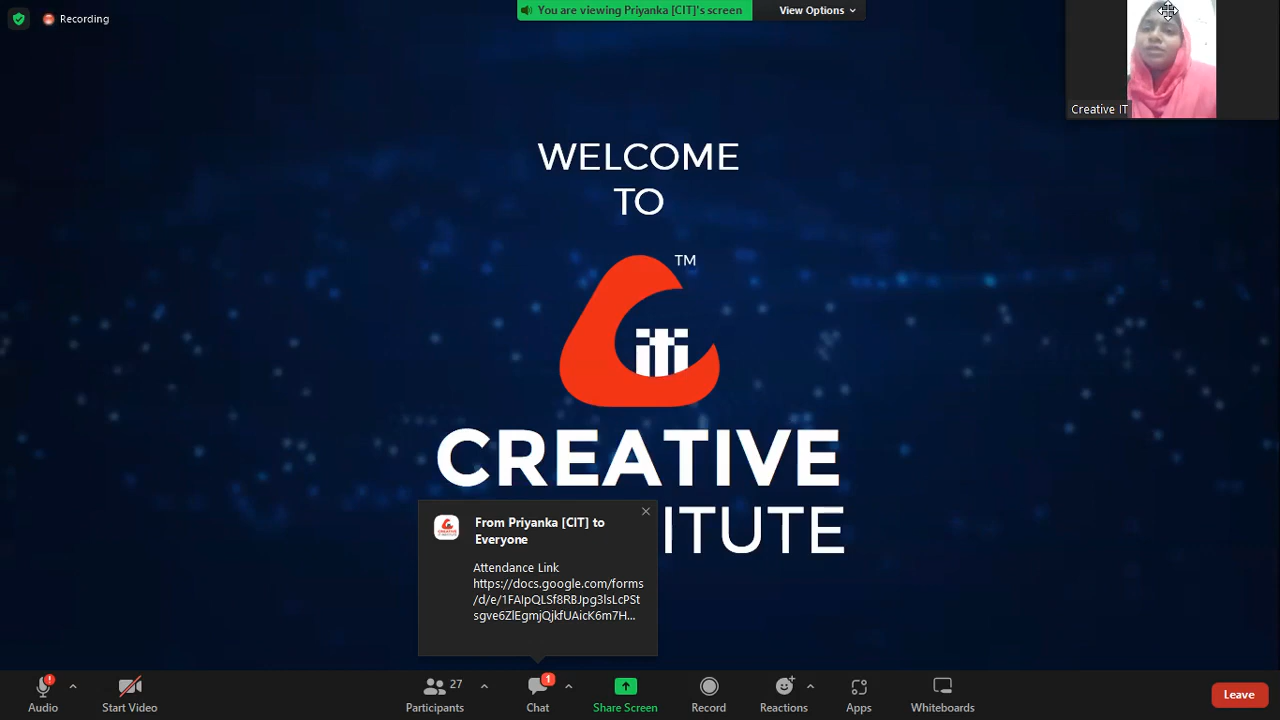 Recording
You are viewing Priyanka [CIT]'s screen
View Options
Creative IT
WELCOME
TO
TM
iti
CREATIVE
ITUTE
From Priyanka [CIT] to
Everyone
Attendance Link
https://docs.google.com/forms
/d/e/1FAIpQLSf8RBJpg3lsLcPSt
sgve6ZlEgmjQjkfUAicK6m7H...
Audio
Start Video
27
Participants
1
Chat
Share Screen
Record
Reactions
Apps
Whiteboards
Leave